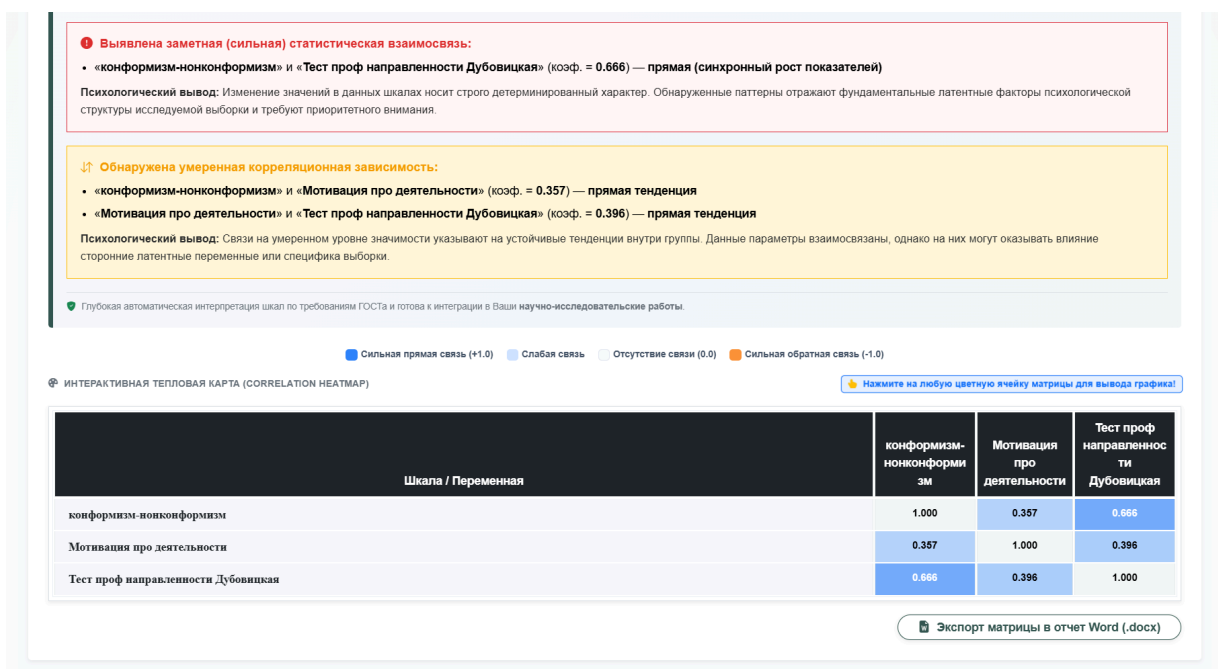 Выявлена заметная (сильная) статистическая взаимосвязь:
• «конформизм-нонконформизм» и «Тест проф направленности Дубовицкая» (коэф. = 0.666) — прямая (синхронный рост показателей)
Психологический вывод: Изменение значений в данных шкалах носит строго детерминированный характер. Обнаруженные паттерны отражают фундаментальные латентные факторы психологической
структуры исследуемой выборки и требуют приоритетного внимания.
Обнаружена умеренная корреляционная зависимость:
• «конформизм-нонконформизм» и «Мотивация про деятельности» (коэф. = 0.357) — прямая тенденция
• «Мотивация про деятельности» и «Тест проф направленности Дубовицкая» (коэф. = 0.396) — прямая тенденция
Психологический вывод: Связи на умеренном уровне значимости указывают на устойчивые тенденции внутри группы. Данные параметры взаимосвязаны, однако на них могут оказывать влияние
сторонние латентные переменные или специфика выборки.
Глубокая автоматическая интерпретация шкал по требованиям ГОСТа и готова к интеграции в Ваши научно-исследовательские работы.
Сильная прямая связь (+1.0) Слабая связь Отсутствие связи (0.0) Сильная обратная связь (-1.0)
ИНТЕРАКТИВНАЯ ТЕПЛОВАЯ КАРТА (CORRELATION HEATMAP)
Нажмите на любую цветную ячейку матрицы для вывода графика!
Шкала / Переменная
конформизм-
нонконформи
зм
Мотивация
про
деятельности
Тест проф
направленнос
ти
Дубовицкая
конформизм-нонконформизм 1.000 0.357 0.666
Мотивация про деятельности 0.357 1.000 0.396
Тест проф направленности Дубовицкая 0.666 0.396 1.000
Экспорт матрицы в отчет Word (.docx)